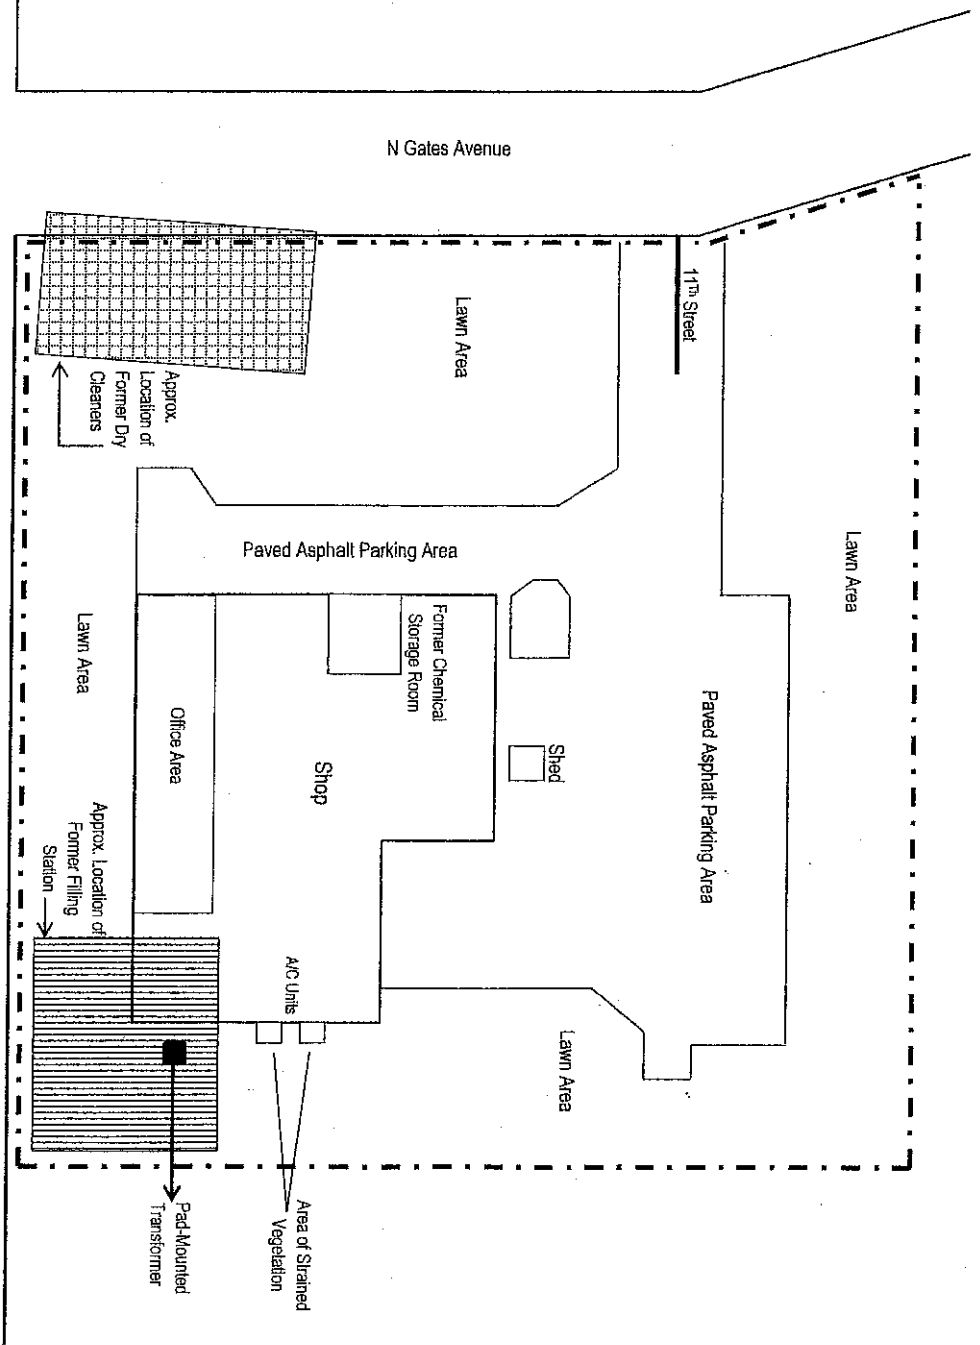 N Gates Avenue
11Th Street
Lawn Area
Approx.
Location of
Former Dry
Cleaners
Lawn Area
Paved Asphalt Parking Area
Former Chemical
Storage Room
Lawn Area
Office Area
Shop
Shed
Paved Asphalt Parking Area
Approx. Location of
Former Filling
Station
A/C Units
Lawn Area
Area of Strained
Vegetation
Pad-Mounted
Transformer